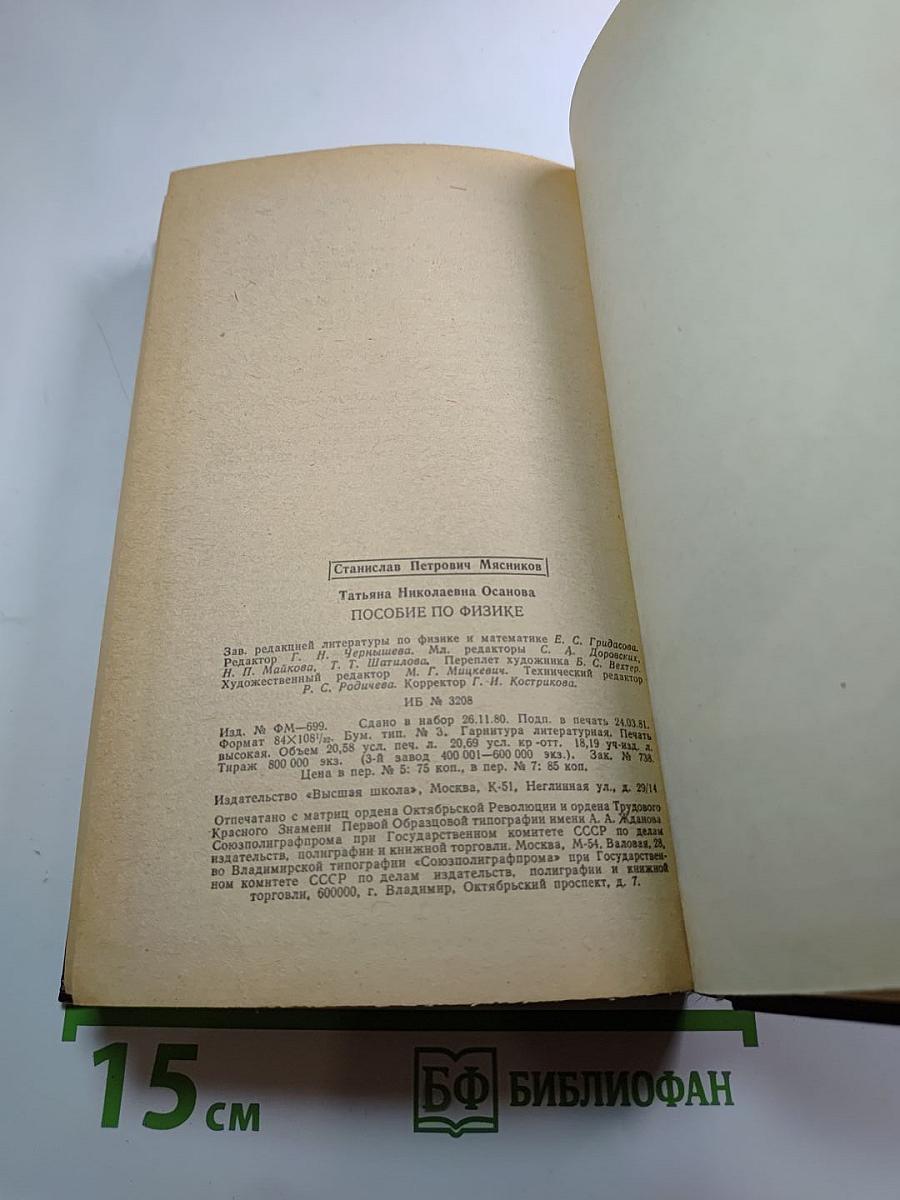 Станислав Петрович Мясников
Татьяна Николаевна Осанова
ПОСОБИЕ ПО ФИЗИКЕ
Зав. редакцией литературы по физике и математике Е. С. Гридасова.
Редактор Г. Н. Чернышева. Мл. редакторы С. А. Доровских,
Н. П. Майкова, Т. Т. Шатилова. Переплет художника Б. С. Вехтер.
Художественный редактор М. Г. Мицкевич. Технический редактор
Р. С. Родичева. Корректор Г. И. Кострикова.
ИБ № 3208
Изд. № ФМ—699. Сдано в набор 26.11.80. Подп. в печать 24.03.81.
Формат 84×108¹/₃₂. Бум. тип. № 3. Гарнитура литературная. Печать
высокая. Объем 20,58 усл. печ. л. 20,69 усл. кр-отт. 18,19 уч-изд. л.
Тираж 800 000 экз. (3-й завод 400 001—600 000 экз.). Зак. № 738.
Цена в пер. № 5: 75 коп., в пер. № 7: 85 коп.
Издательство «Высшая школа», Москва, К-51, Неглинная ул., д. 29/14
Отпечатано с матриц ордена Октябрьской Революции и ордена Трудового
Красного Знамени Первой Образцовой типографии имени А. А. Жданова
Союзполиграфпрома при Государственном комитете СССР по делам
издательств, полиграфии и книжной торговли. Москва, М-54, Валовая, 28,
во Владимирской типографии «Союзполиграфпрома» при Государствен-
ном комитете СССР по делам издательств, полиграфии и книжной
торговли, 600000, г. Владимир, Октябрьский проспект, д. 7.
15 см
БФ БИБЛИОФАН